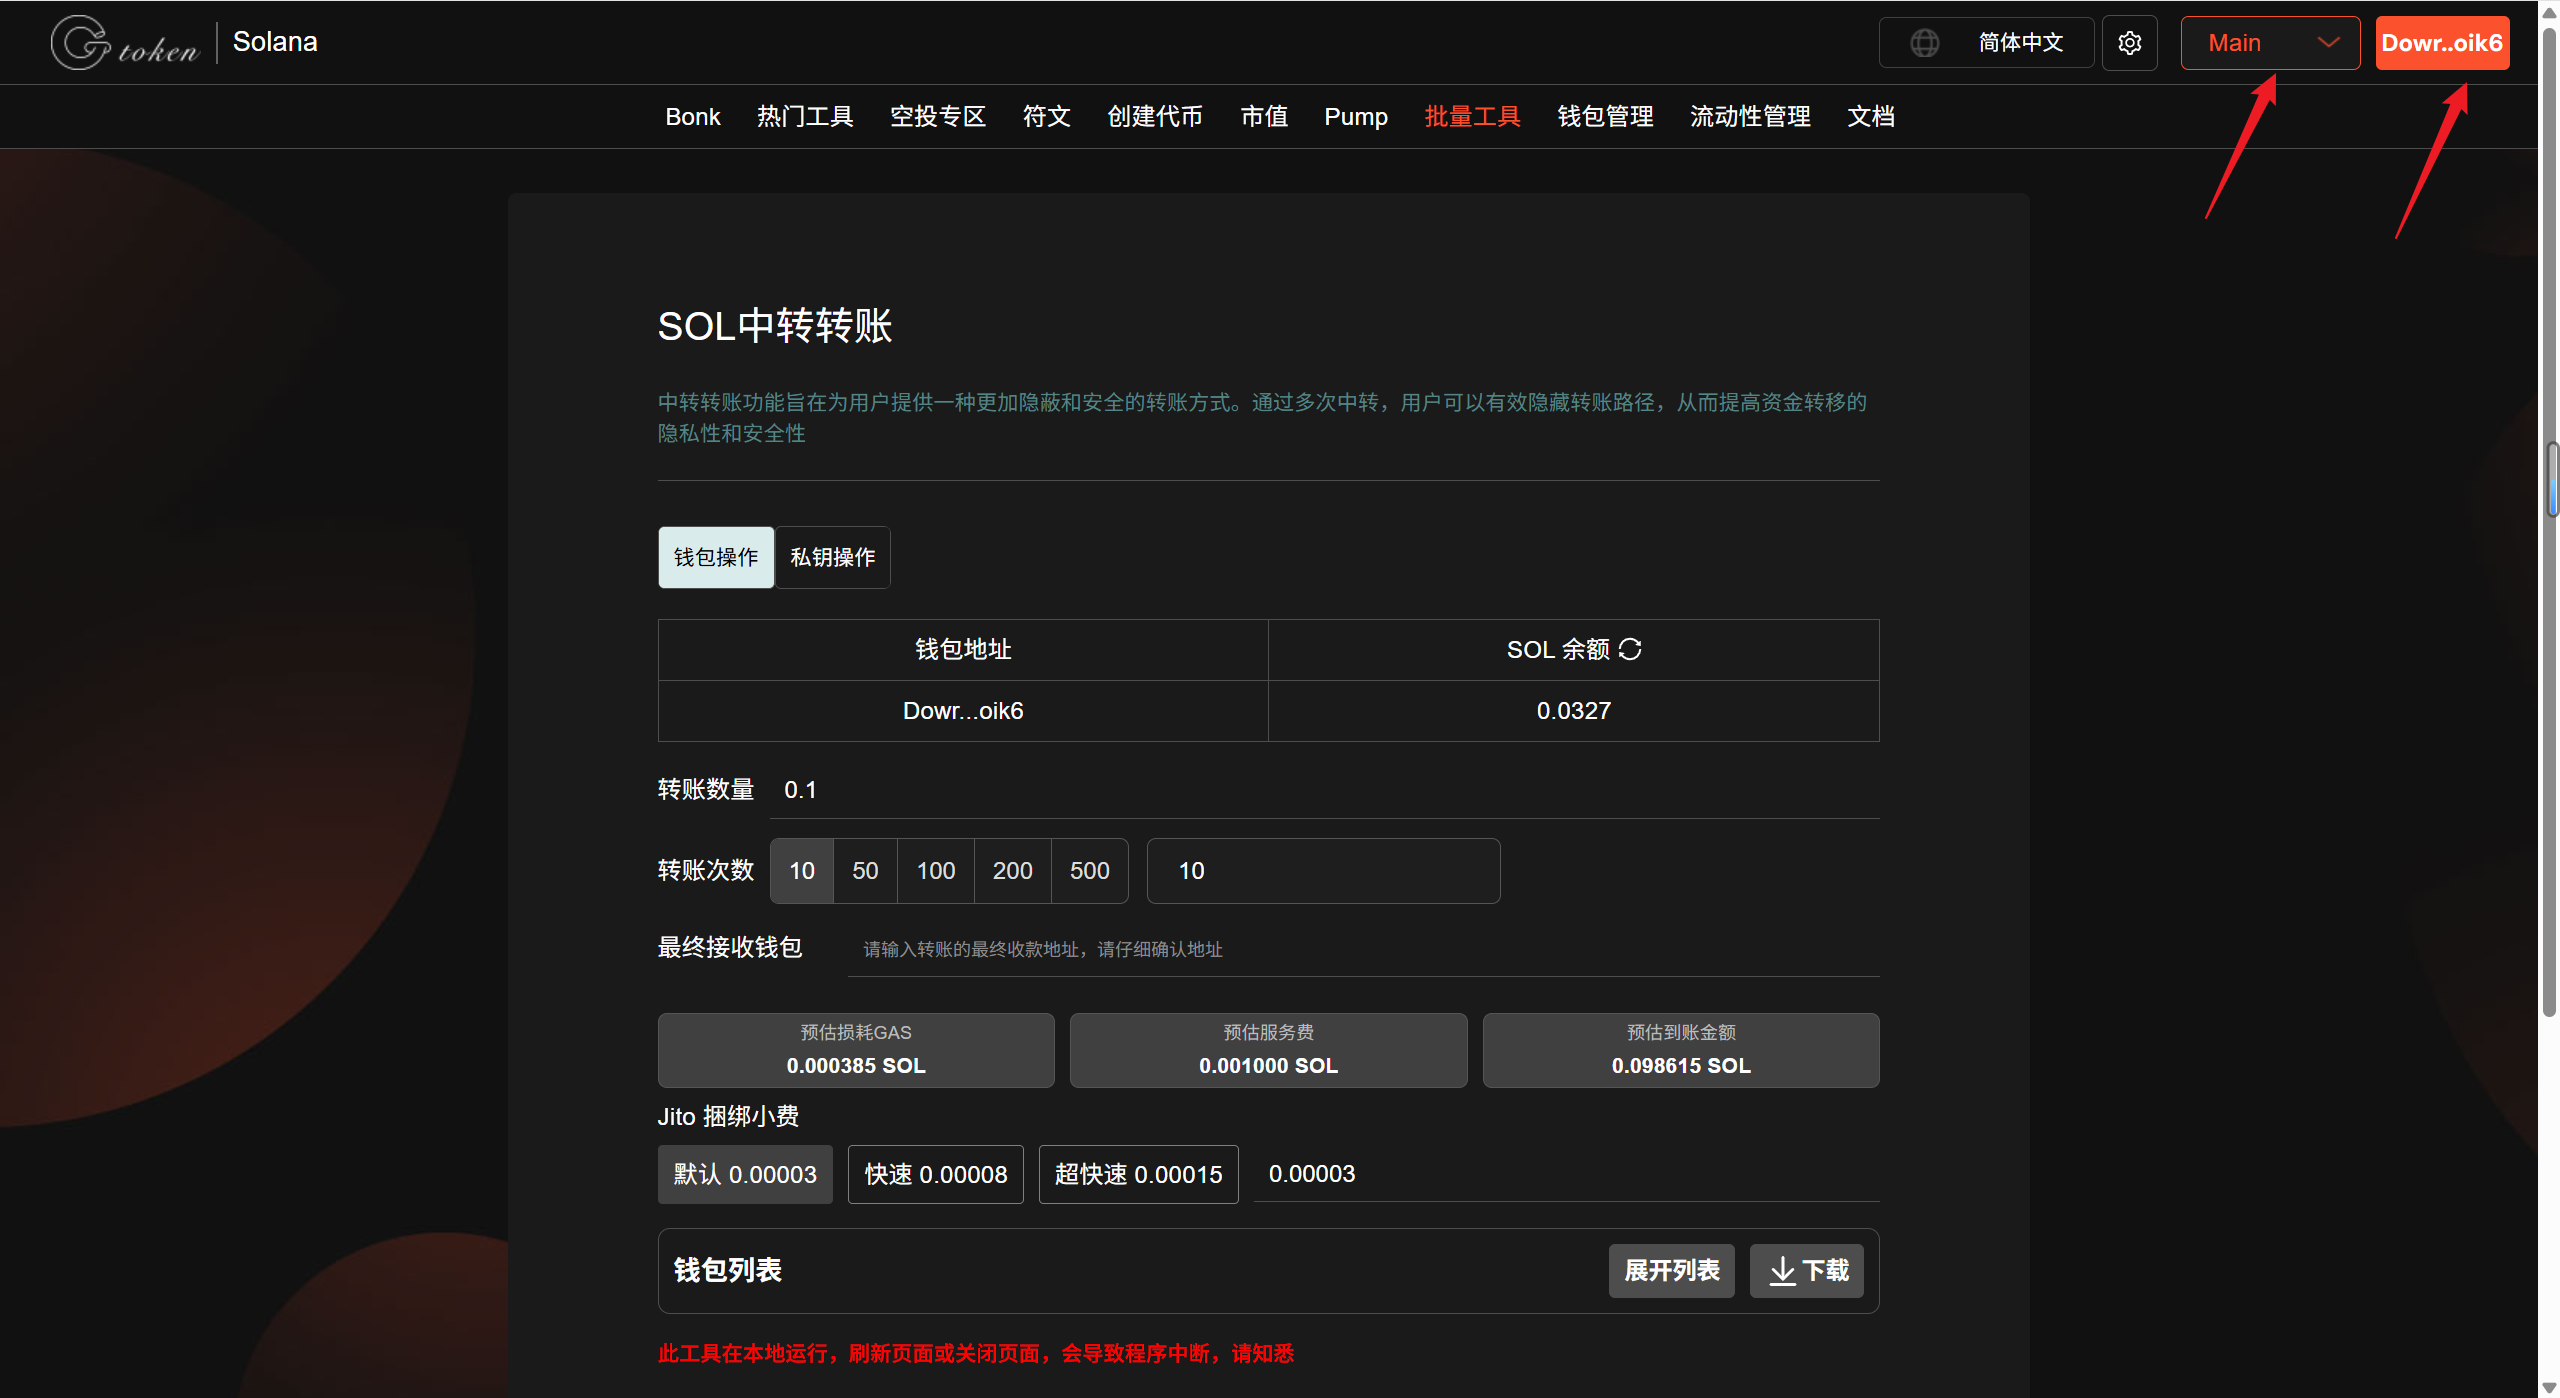 GT token
Solana
简体中文
Main
Dowr..oik6
Bonk 热门工具 空投专区 符文 创建代币 市值 Pump 批量工具 钱包管理 流动性管理 文档
SOL中转转账
中转转账功能旨在为用户提供一种更加隐蔽和安全的转账方式。通过多次中转，用户可以有效隐藏转账路径，从而提高资金转移的
隐私性和安全性
钱包操作 私钥操作
钱包地址 SOL 余额
Dowr...oik6 0.0327
转账数量 0.1
转账次数 10 50 100 200 500 10
最终接收钱包 请输入转账的最终收款地址，请仔细确认地址
预估损耗GAS 预估服务费 预估到账金额
0.000385 SOL 0.001000 SOL 0.098615 SOL
Jito 捆绑小费
默认 0.00003 快速 0.00008 超快速 0.00015 0.00003
钱包列表 展开列表 下载
此工具在本地运行，刷新页面或关闭页面，会导致程序中断，请知悉